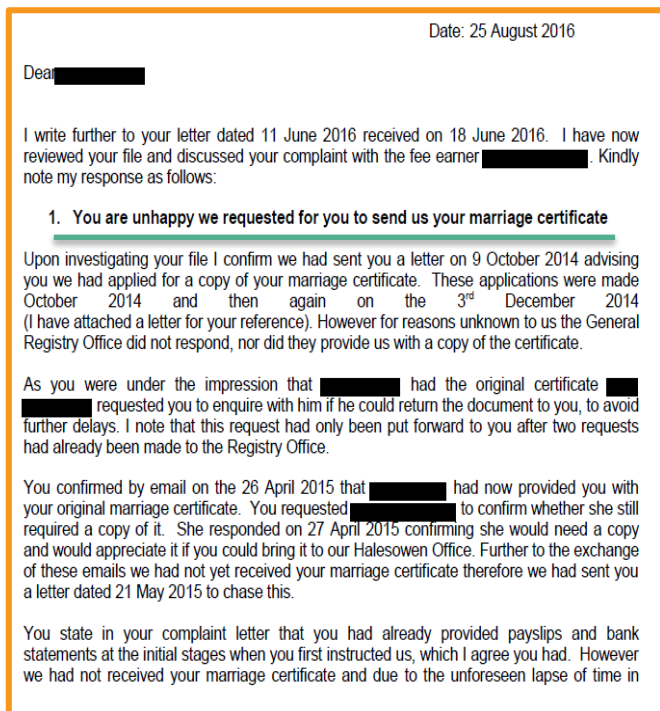 Date: 25 August 2016
Dear
I write further to your letter dated 11 June 2016 received on 18 June 2016. I have now
reviewed your file and discussed your complaint with the fee earner . Kindly
note my response as follows:
1. You are unhappy we requested for you to send us your marriage certificate
Upon investigating your file I confirm we had sent you a letter on 9 October 2014 advising
you we had applied for a copy of your marriage certificate. These applications were made
October 2014 and then again on the 3rd December 2014
(I have attached a letter for your reference). However for reasons unknown to us the General
Registry Office did not respond, nor did they provide us with a copy of the certificate.
As you were under the impression that had the original certificate
requested you to enquire with him if he could return the document to you, to avoid
further delays. I note that this request had only been put forward to you after two requests
had already been made to the Registry Office.
You confirmed by email on the 26 April 2015 that had now provided you with
your original marriage certificate. You requested to confirm whether she still
required a copy of it. She responded on 27 April 2015 confirming she would need a copy
and would appreciate it if you could bring it to our Halesowen Office. Further to the exchange
of these emails we had not yet received your marriage certificate therefore we had sent you
a letter dated 21 May 2015 to chase this.
You state in your complaint letter that you had already provided payslips and bank
statements at the initial stages when you first instructed us, which I agree you had. However
we had not received your marriage certificate and due to the unforeseen lapse of time in